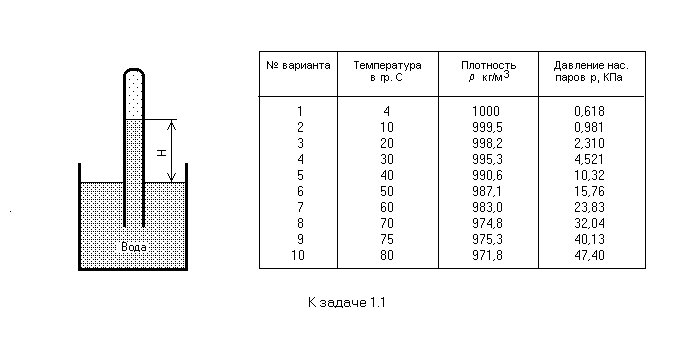 H
Вода
№ варианта Температура в гр. С Плотность ρ кг/м3 Давление нас. паров р, КПа
1 4 1000 0,618
2 10 999,5 0,981
3 20 998,2 2,310
4 30 995,3 4,521
5 40 990,6 10,32
6 50 987,1 15,76
7 60 983,0 23,83
8 70 974,8 32,04
9 75 975,3 40,13
10 80 971,8 47,40
К задаче 1.1